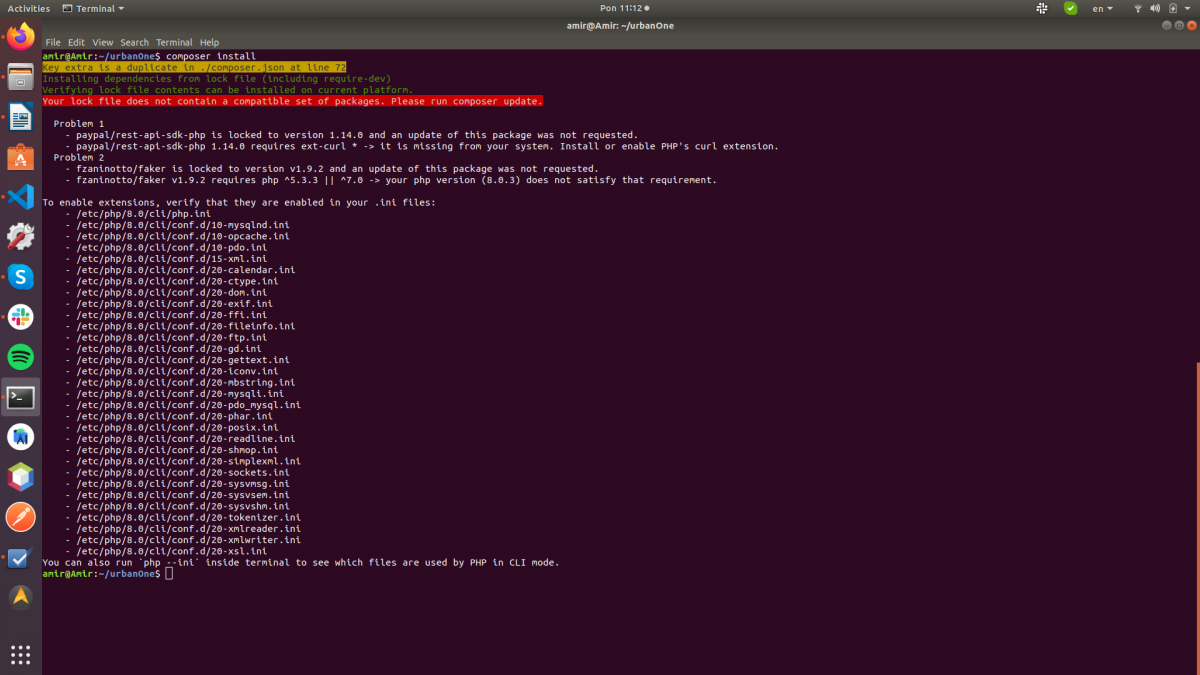 Activities Terminal Pon 11:12 en
amir@Amir: ~/urbanOne
File Edit View Search Terminal Help
amir@Amir:~/urbanOne$ composer install
Key extra is a duplicate in ./composer.json at line 72
Installing dependencies from lock file (including require-dev)
Verifying lock file contents can be installed on current platform.
Your lock file does not contain a compatible set of packages. Please run composer update.
Problem 1
- paypal/rest-api-sdk-php is locked to version 1.14.0 and an update of this package was not requested.
- paypal/rest-api-sdk-php 1.14.0 requires ext-curl * -> it is missing from your system. Install or enable PHP's curl extension.
Problem 2
- fzaninotto/faker is locked to version v1.9.2 and an update of this package was not requested.
- fzaninotto/faker v1.9.2 requires php ^5.3.3 || ^7.0 -> your php version (8.0.3) does not satisfy that requirement.
To enable extensions, verify that they are enabled in your .ini files:
- /etc/php/8.0/cli/php.ini
- /etc/php/8.0/cli/conf.d/10-mysqlnd.ini
- /etc/php/8.0/cli/conf.d/10-opcache.ini
- /etc/php/8.0/cli/conf.d/10-pdo.ini
- /etc/php/8.0/cli/conf.d/15-xml.ini
- /etc/php/8.0/cli/conf.d/20-calendar.ini
- /etc/php/8.0/cli/conf.d/20-ctype.ini
- /etc/php/8.0/cli/conf.d/20-dom.ini
- /etc/php/8.0/cli/conf.d/20-exif.ini
- /etc/php/8.0/cli/conf.d/20-ffi.ini
- /etc/php/8.0/cli/conf.d/20-fileinfo.ini
- /etc/php/8.0/cli/conf.d/20-ftp.ini
- /etc/php/8.0/cli/conf.d/20-gd.ini
- /etc/php/8.0/cli/conf.d/20-gettext.ini
- /etc/php/8.0/cli/conf.d/20-iconv.ini
- /etc/php/8.0/cli/conf.d/20-mbstring.ini
- /etc/php/8.0/cli/conf.d/20-mysqli.ini
- /etc/php/8.0/cli/conf.d/20-pdo_mysql.ini
- /etc/php/8.0/cli/conf.d/20-phar.ini
- /etc/php/8.0/cli/conf.d/20-posix.ini
- /etc/php/8.0/cli/conf.d/20-readline.ini
- /etc/php/8.0/cli/conf.d/20-shmop.ini
- /etc/php/8.0/cli/conf.d/20-simplexml.ini
- /etc/php/8.0/cli/conf.d/20-sockets.ini
- /etc/php/8.0/cli/conf.d/20-sysvmsg.ini
- /etc/php/8.0/cli/conf.d/20-sysvsem.ini
- /etc/php/8.0/cli/conf.d/20-sysvshm.ini
- /etc/php/8.0/cli/conf.d/20-tokenizer.ini
- /etc/php/8.0/cli/conf.d/20-xmlreader.ini
- /etc/php/8.0/cli/conf.d/20-xmlwriter.ini
- /etc/php/8.0/cli/conf.d/20-xsl.ini
You can also run `php --ini` inside terminal to see which files are used by PHP in CLI mode.
amir@Amir:~/urbanOne$